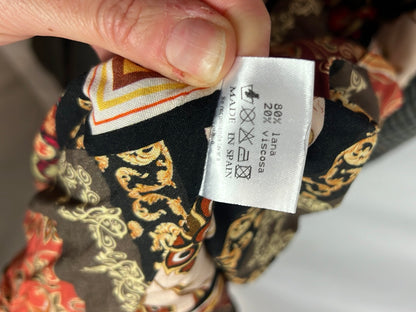 80% lana
20% viscosa
MADE IN SPAIN